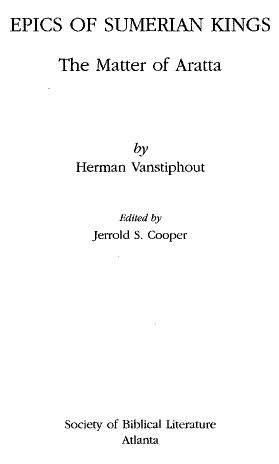 EPICS OF SUMERIAN KINGS
The Matter of Aratta
by
Herman Vanstiphout
Edited by
Jerrold S. Cooper
Society of Biblical Literature
Atlanta